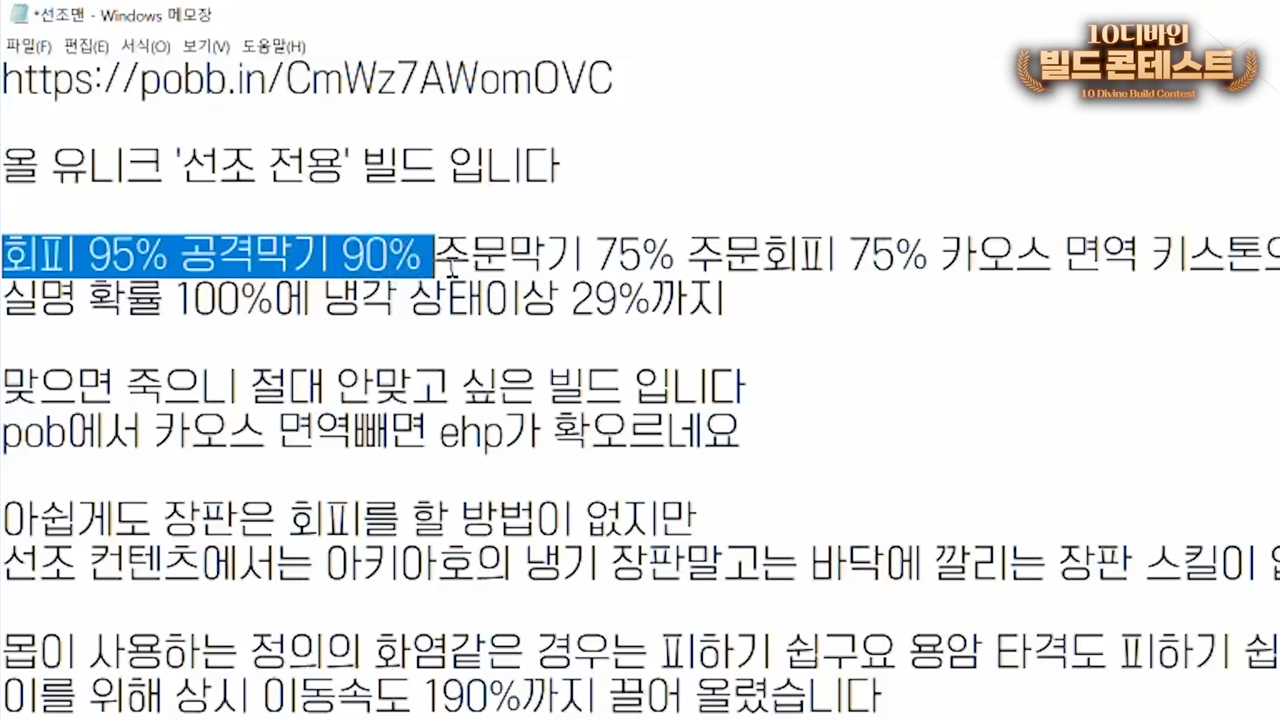 *선조맨 - Windows 메모장
파일(F) 편집(E) 서식(O) 보기(V) 도움말(H)
https://pobb.in/CmWz7AWomOVC
10디바인
빌드 콘테스트
10 Divine Build Contest
올 유니크 '선조 전용' 빌드 입니다
회피 95% 공격막기 90% 주문막기 75% 주문회피 75% 카오스 면역 키스톤으
실명 확률 100%에 냉각 상태이상 29%까지
맞으면 죽으니 절대 안맞고 싶은 빌드 입니다
pob에서 카오스 면역빼면 ehp가 확오르네요
아쉽게도 장판은 회피를 할 방법이 없지만
선조 컨텐츠에서는 아키아호의 냉기 장판말고는 바닥에 깔리는 장판 스킬이
몹이 사용하는 정의의 화염같은 경우는 피하기 쉽구요 용암 타격도 피하기 쉽
이를 위해 상시 이동속도 190%까지 끌어 올렸습니다